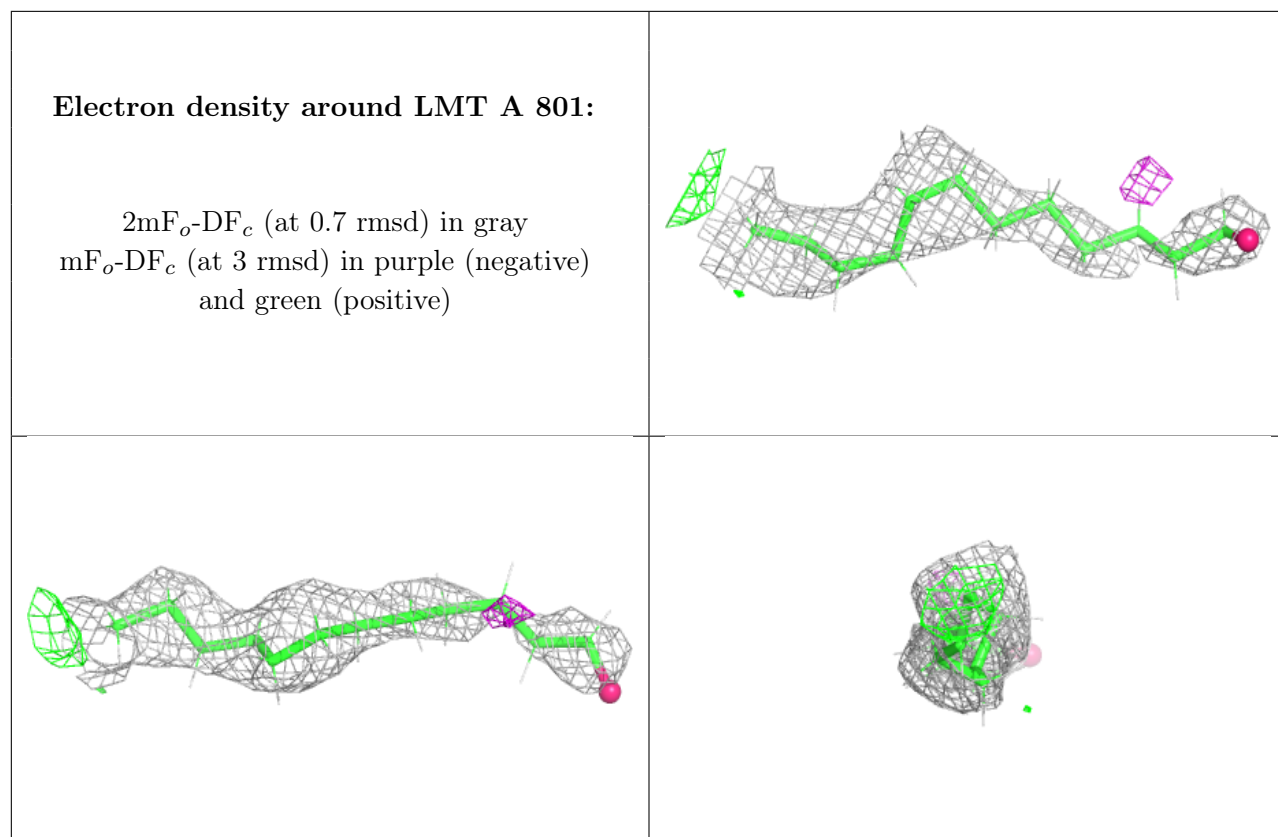 Electron density around LMT A 801:
2mFo-DFc (at 0.7 rmsd) in gray
mFo-DFc (at 3 rmsd) in purple (negative)
and green (positive)